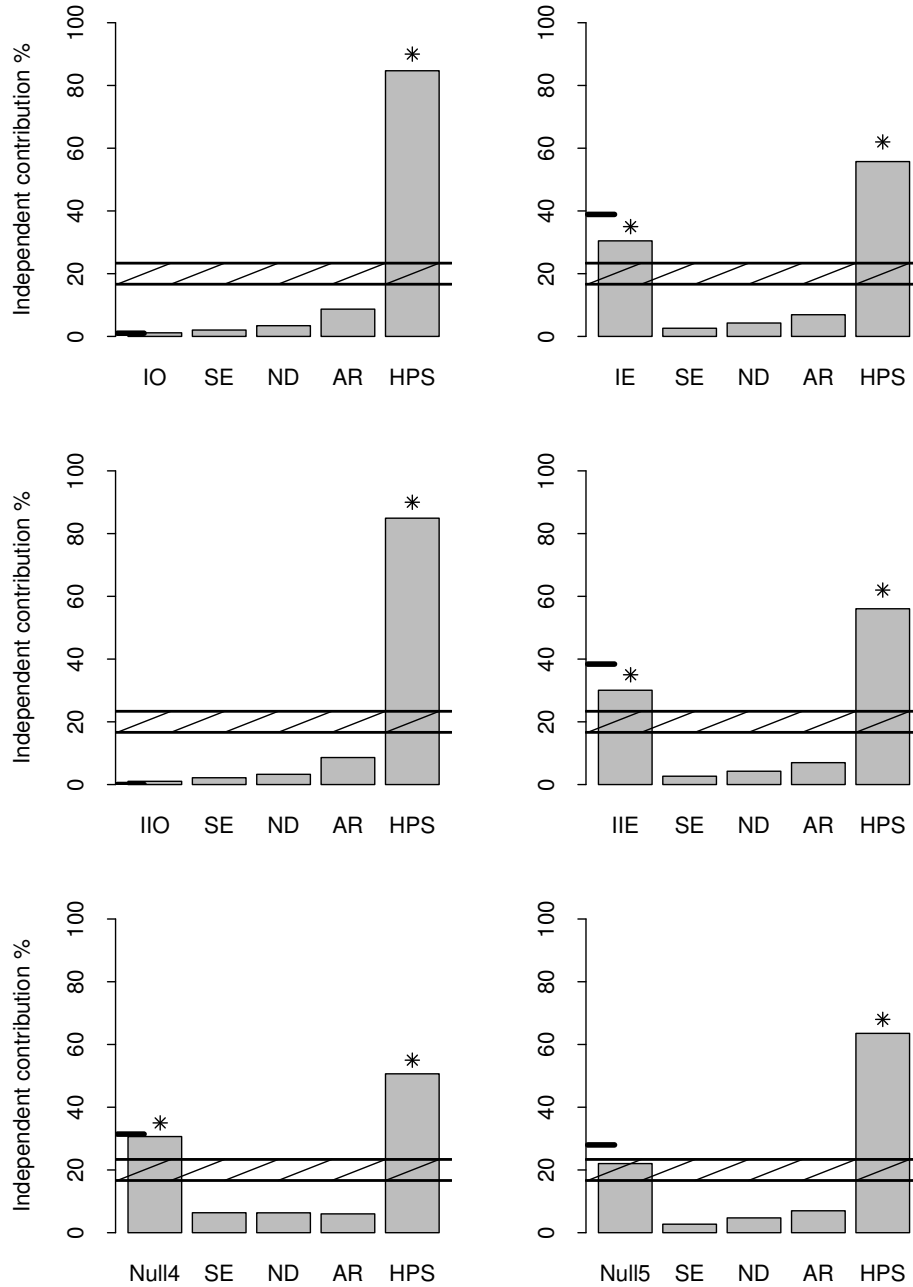 Independent contribution %
0 20 40 60 80 100
*
IO SE ND AR HPS
0 20 40 60 80 100
*
*
IE SE ND AR HPS
Independent contribution %
0 20 40 60 80 100
*
IIO SE ND AR HPS
0 20 40 60 80 100
*
*
IIE SE ND AR HPS
Independent contribution %
0 20 40 60 80 100
*
*
Null4 SE ND AR HPS
0 20 40 60 80 100
*
Null5 SE ND AR HPS